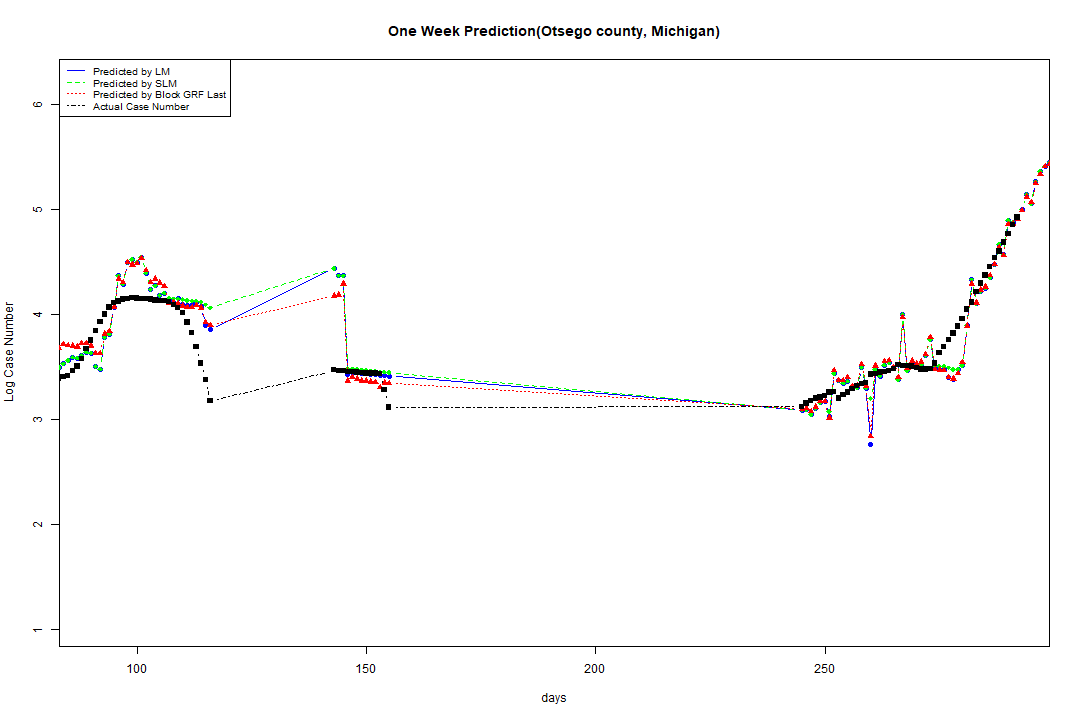 One Week Prediction(Otsego county, Michigan)
Predicted by LM
Predicted by SLM
Predicted by Block GRF Last
Actual Case Number
Log Case Number
6
5
4
3
2
1
100
150
200
250
days